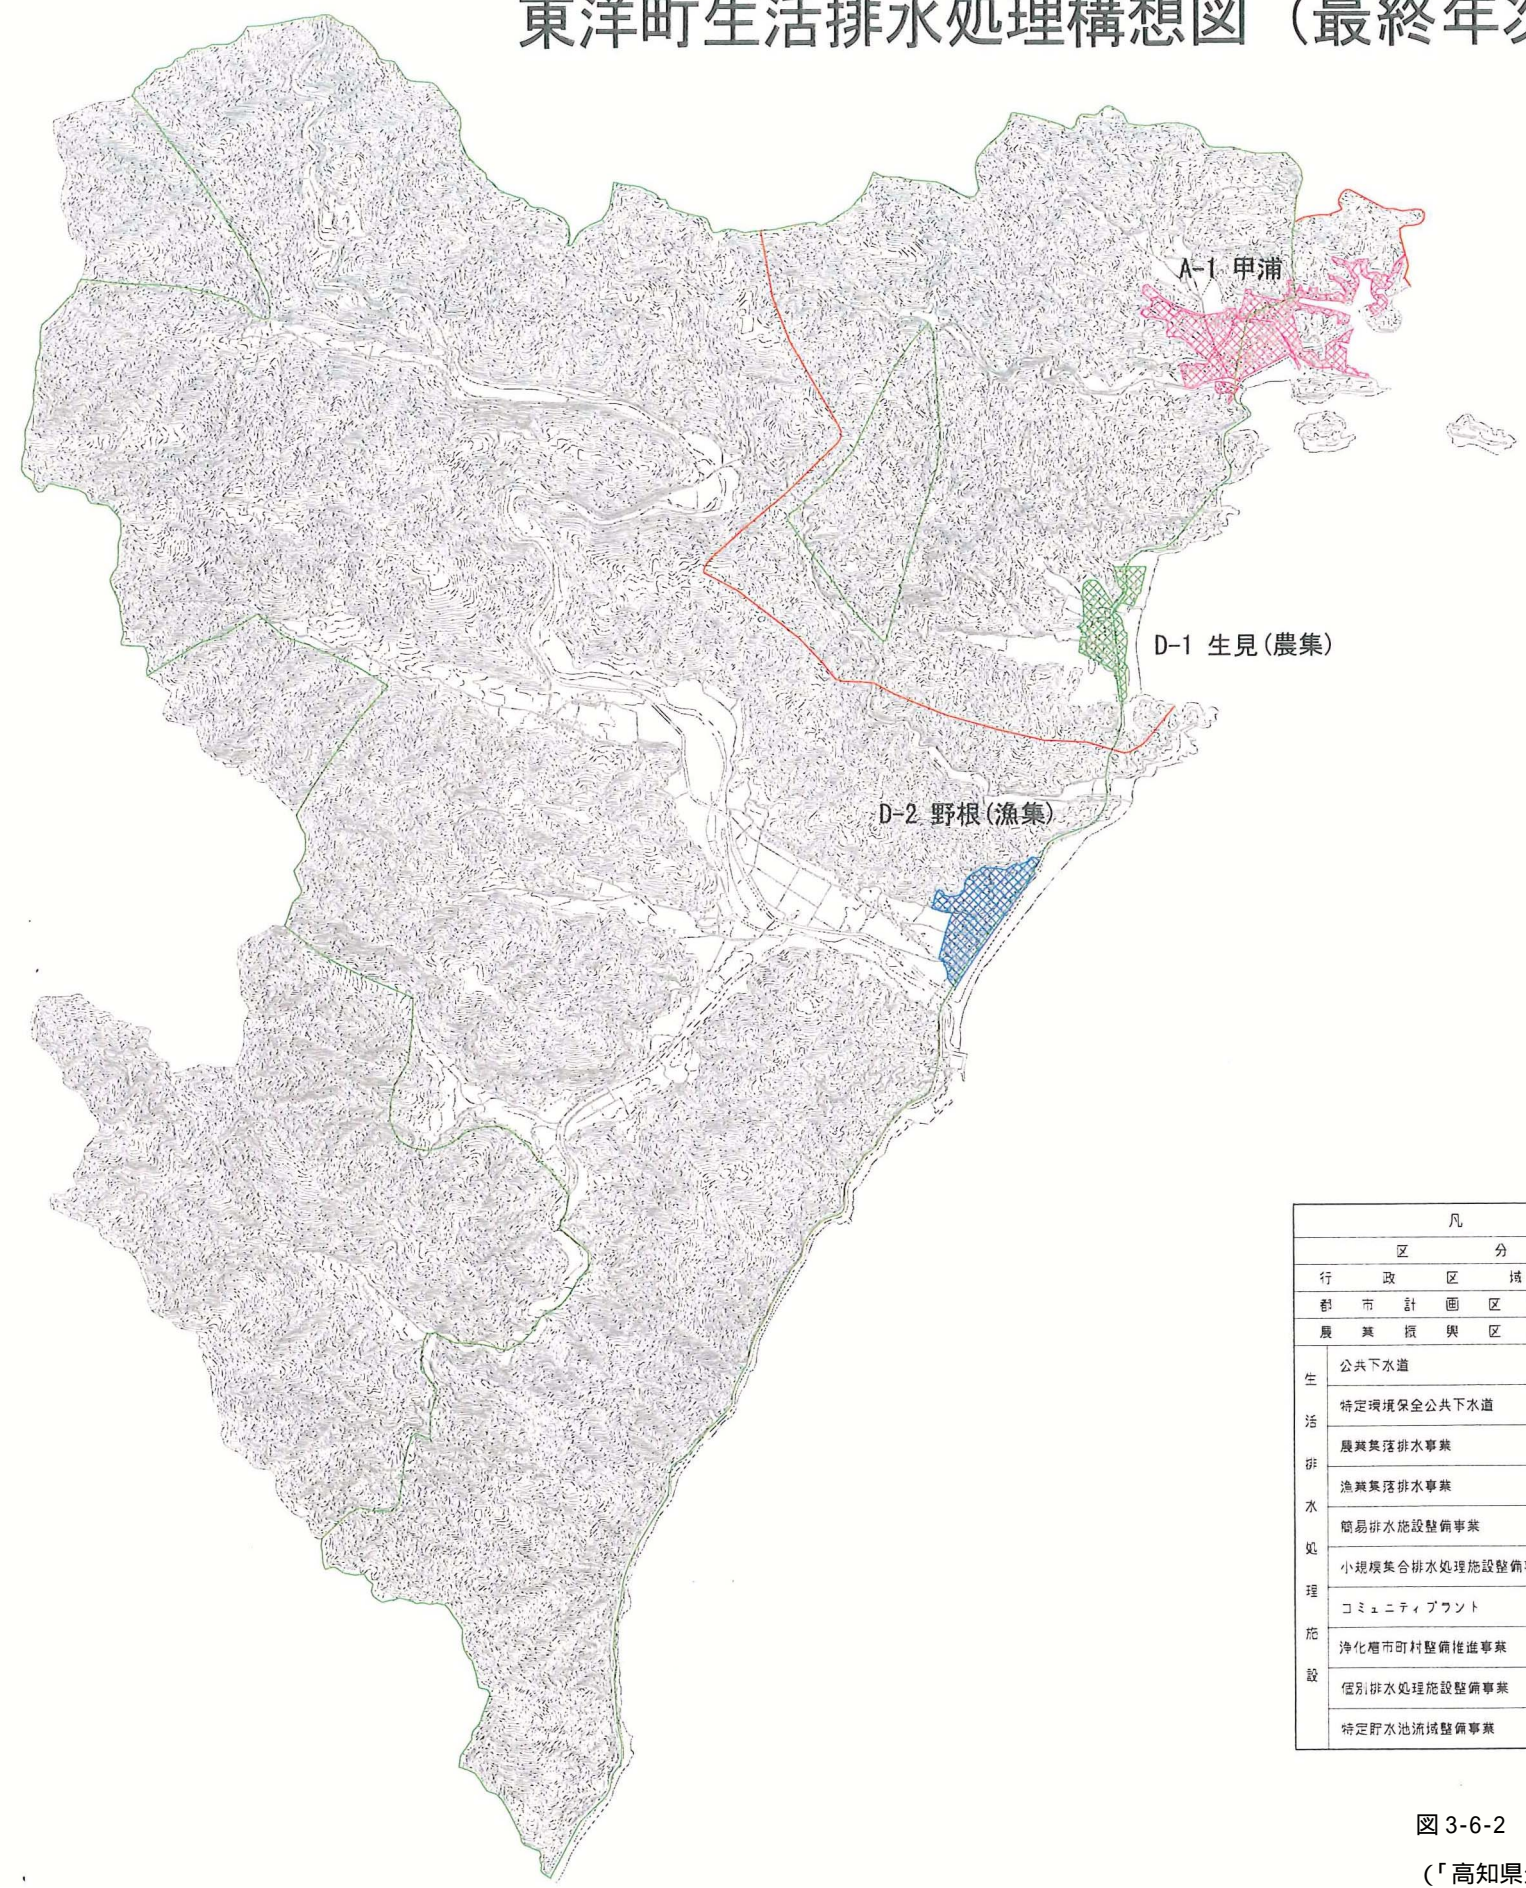 東洋町生活排水処理構想図（最終年次
A-1 甲浦
D-1 生見(農集)
D-2 野根(漁集)
凡
区 分
行 政 区 域
都 市 計 画 区
農 業 振 興 区
生活排水処理施設
公共下水道
特定環境保全公共下水道
農業集落排水事業
漁業集落排水事業
簡易排水施設整備事業
小規模集合排水処理施設整備
コミュニティプラント
浄化槽市町村整備推進事業
個別排水処理施設整備事業
特定貯水池流域整備事業
図 3-6-2
(「高知県